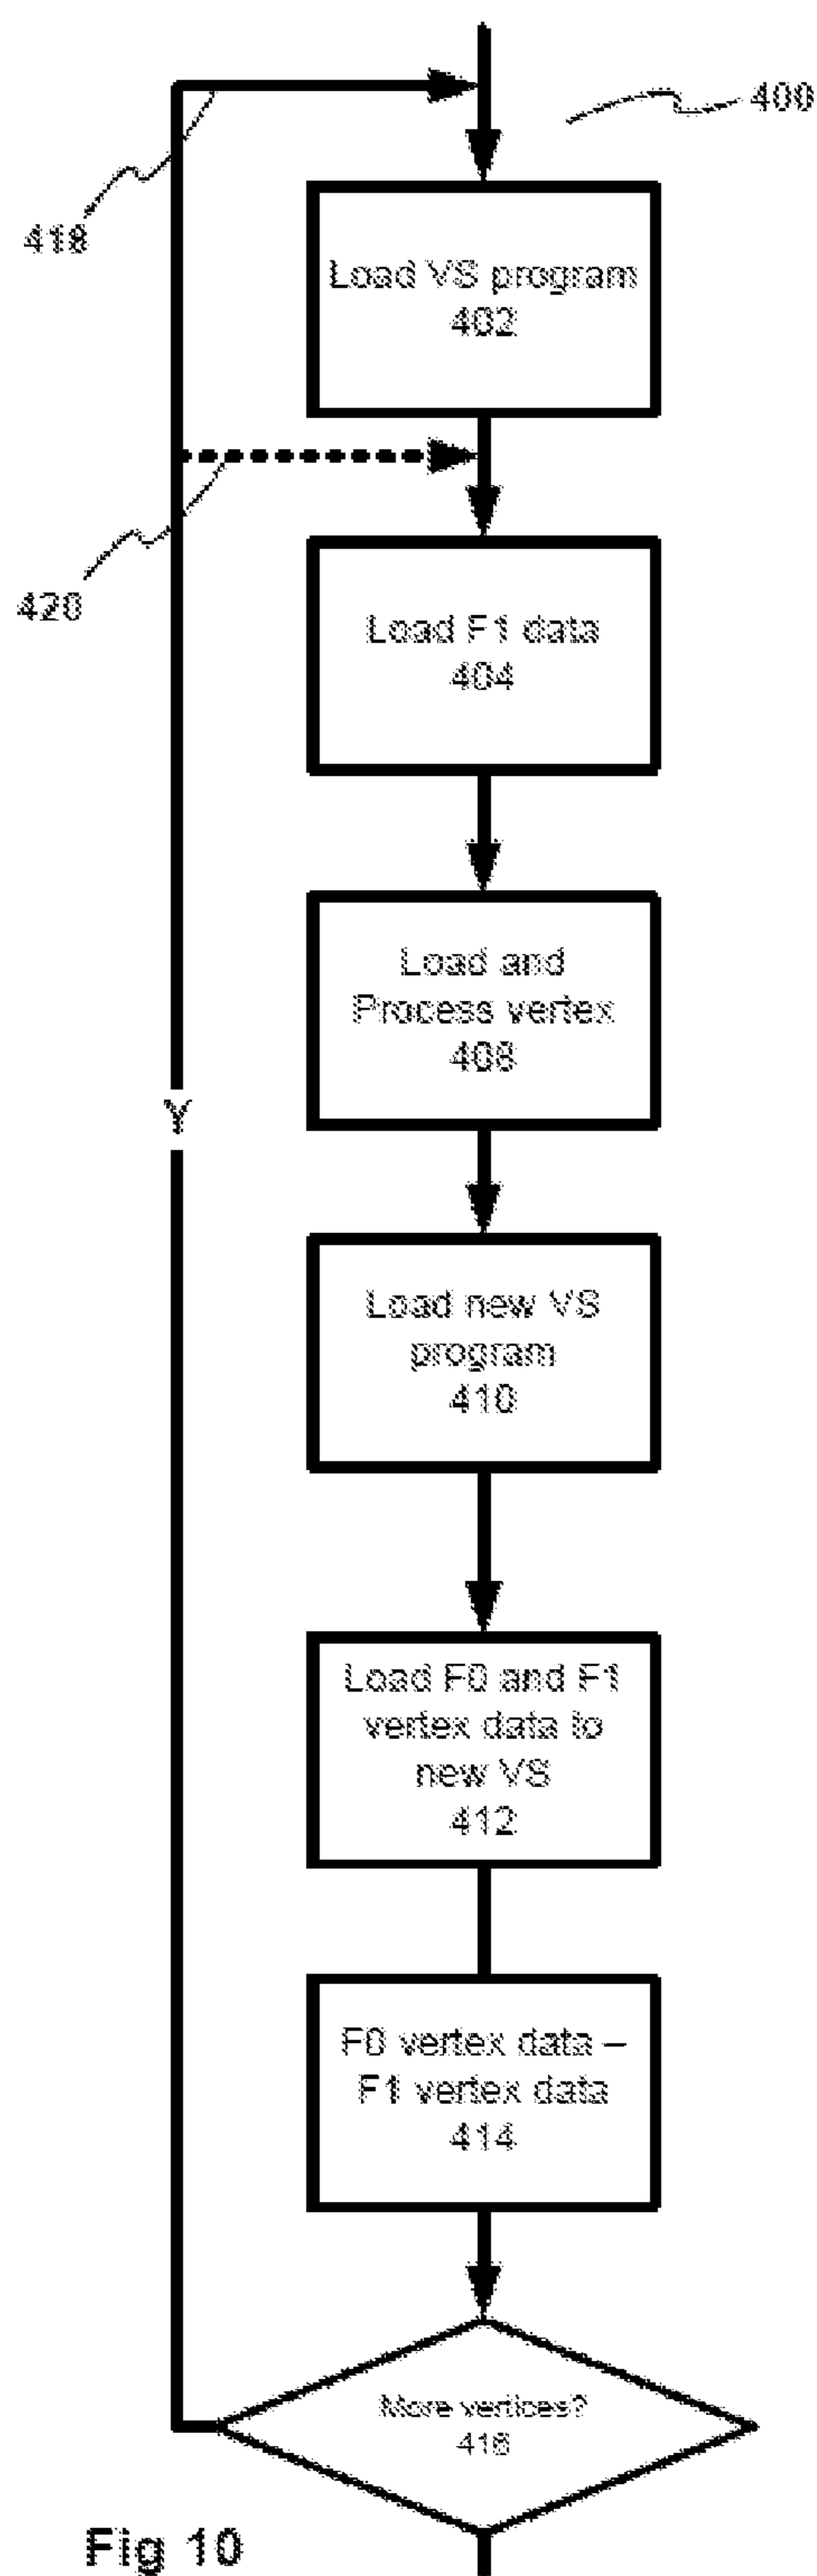 400
418
Load VS program
402
420
Load F1 data
404
Load and
Process vertex
408
Y
Load new VS
program
410
Load F0 and F1
vertex data to
new VS
412
F0 vertex data –
F1 vertex data
414
More vertices?
416
Fig 10